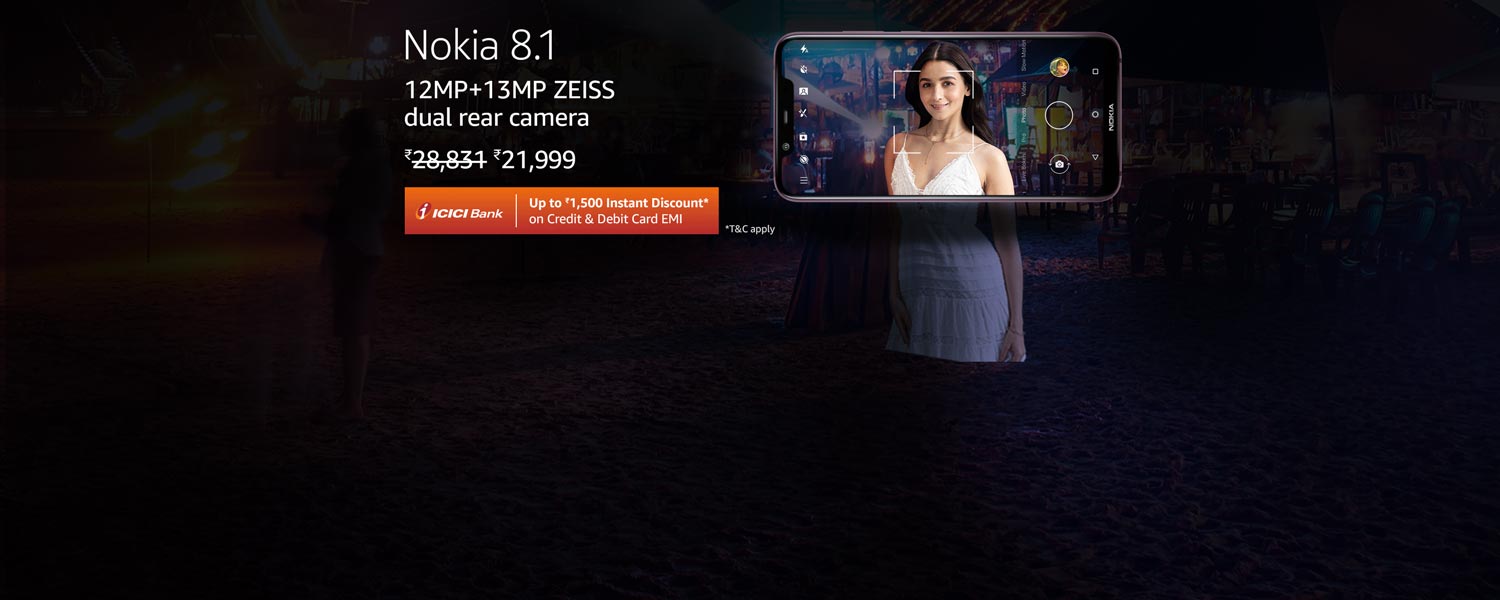 Nokia 8.1
12MP+13MP ZEISS
dual rear camera
₹28,831 ₹21,999
ICICI Bank
Up to ₹1,500 Instant Discount*
on Credit & Debit Card EMI
*T&C apply
Slow Motion
Video
Photo
Pro
NOKIA